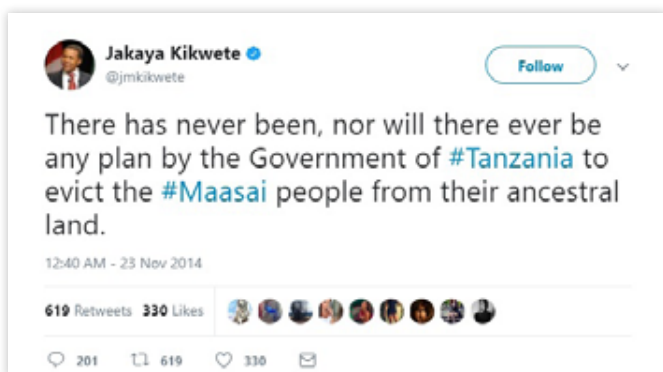 Jakaya Kikwete
@jmkikwete
Follow
There has never been, nor will there ever be
any plan by the Government of #Tanzania to
evict the #Maasai people from their ancestral
land.
12:40 AM - 23 Nov 2014
619 Retweets 330 Likes
201 619 330